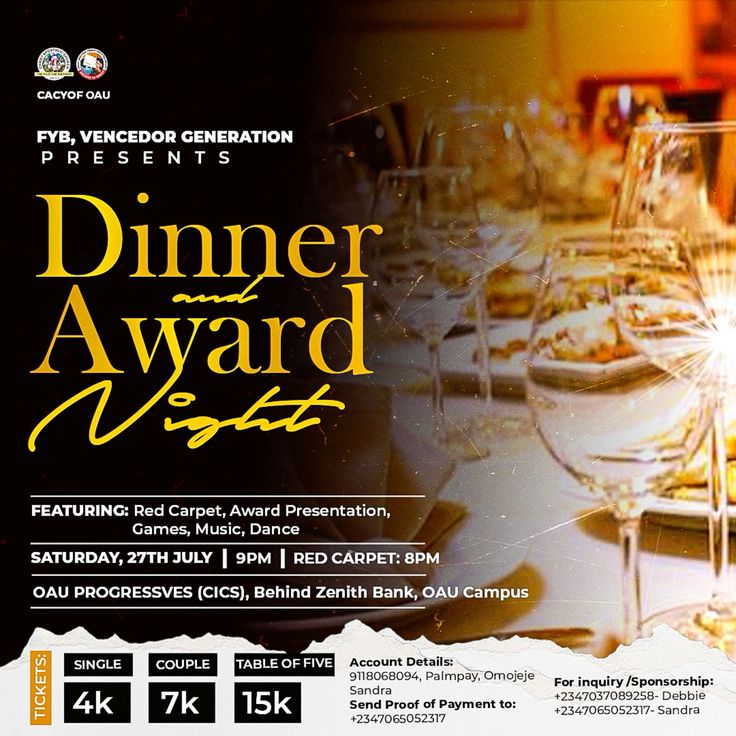 CACYOF OAU
FYB, VENCEDOR GENERATION
PRESENTS
Dinner
and
Award
Night
FEATURING: Red Carpet, Award Presentation,
Games, Music, Dance
SATURDAY, 27TH JULY | 9PM | RED CARPET: 8PM
OAU PROGRESSVES (CICS), Behind Zenith Bank, OAU Campus
TICKETS:
SINGLE
4k
COUPLE
7k
TABLE OF FIVE
15k
Account Details:
9118068094, Palmpay, Omojeje
Sandra
Send Proof of Payment to:
+2347065052317
For inquiry /Sponsorship:
+2347037089258- Debbie
+2347065052317- Sandra